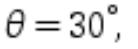 θ = 30°,